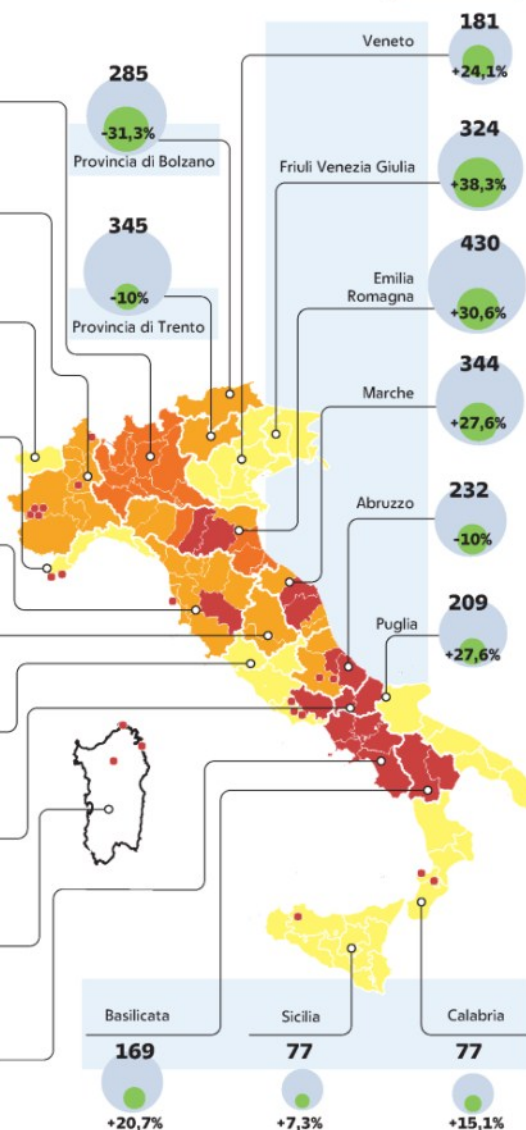 181
Veneto
+24,1%
285
-31,3%
Provincia di Bolzano
324
Friuli Venezia Giulia
+38,3%
345
-10%
Provincia di Trento
430
Emilia
Romagna
+30,6%
344
Marche
+27,6%
232
Abruzzo
-10%
209
Puglia
+27,6%
Basilicata
169
+20,7%
Sicilia
77
+7,3%
Calabria
77
+15,1%